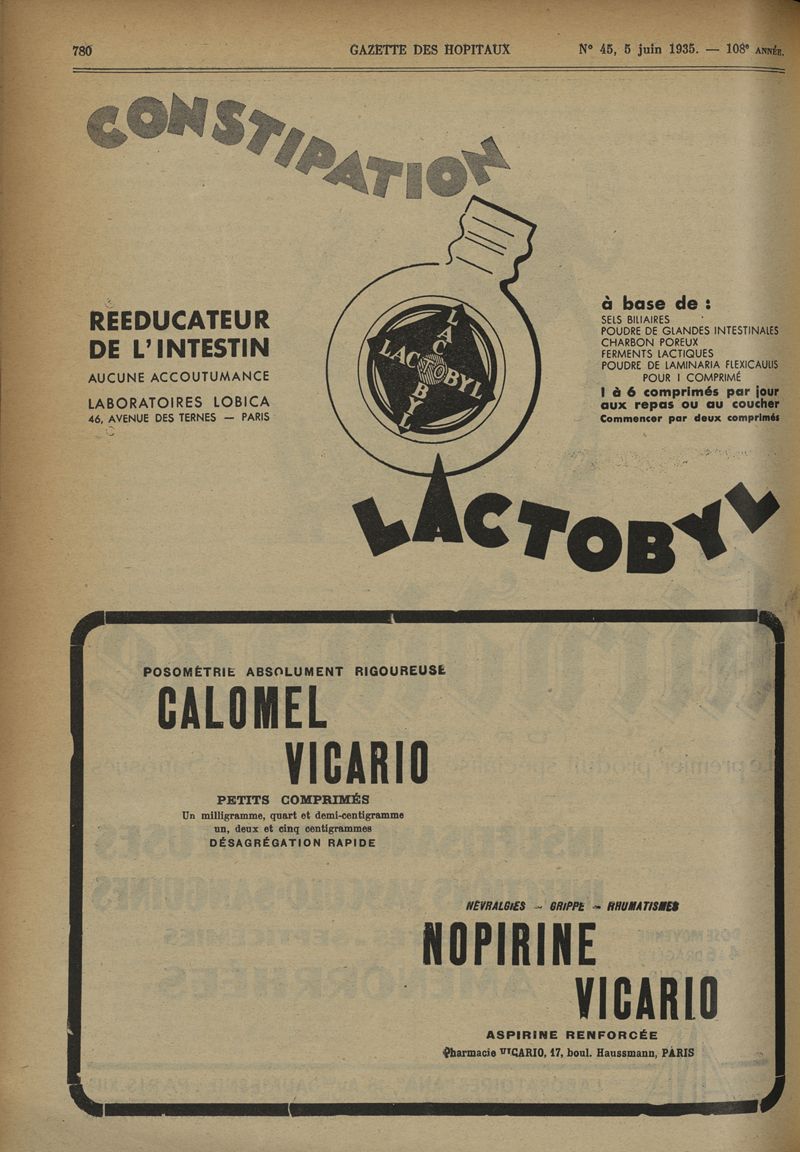 780
GAZETTE DES HOPITAUX
N° 45, 5 juin 1935. — 108e ANNÉE.
CONSTIPATION
REEDUCATEUR
DE L'INTESTIN
AUCUNE ACCOUTUMANCE
LABORATOIRES LOBICA
46, AVENUE DES TERNES — PARIS
LACTOBYL
LACTOBYL
à base de :
SELS BILIAIRES
POUDRE DE GLANDES INTESTINALES
CHARBON POREUX
FERMENTS LACTIQUES
POUDRE DE LAMINARIA FLEXICAULIS
POUR 1 COMPRIMÉ
1 à 6 comprimés par jour
aux repas ou au coucher
Commencer par deux comprimés
LACTOBYL
POSOMÉTRIE ABSOLUMENT RIGOUREUSE
CALOMEL
VICARIO
PETITS COMPRIMÉS
Un milligramme, quart et demi-centigramme
un, deux et cinq centigrammes
DÉSAGRÉGATION RAPIDE
NÉVRALGIES - GRIPPE - RHUMATISMES
NOPIRINE
VICARIO
ASPIRINE RENFORCÉE
Pharmacie VICARIO, 17, boul. Haussmann, PARIS